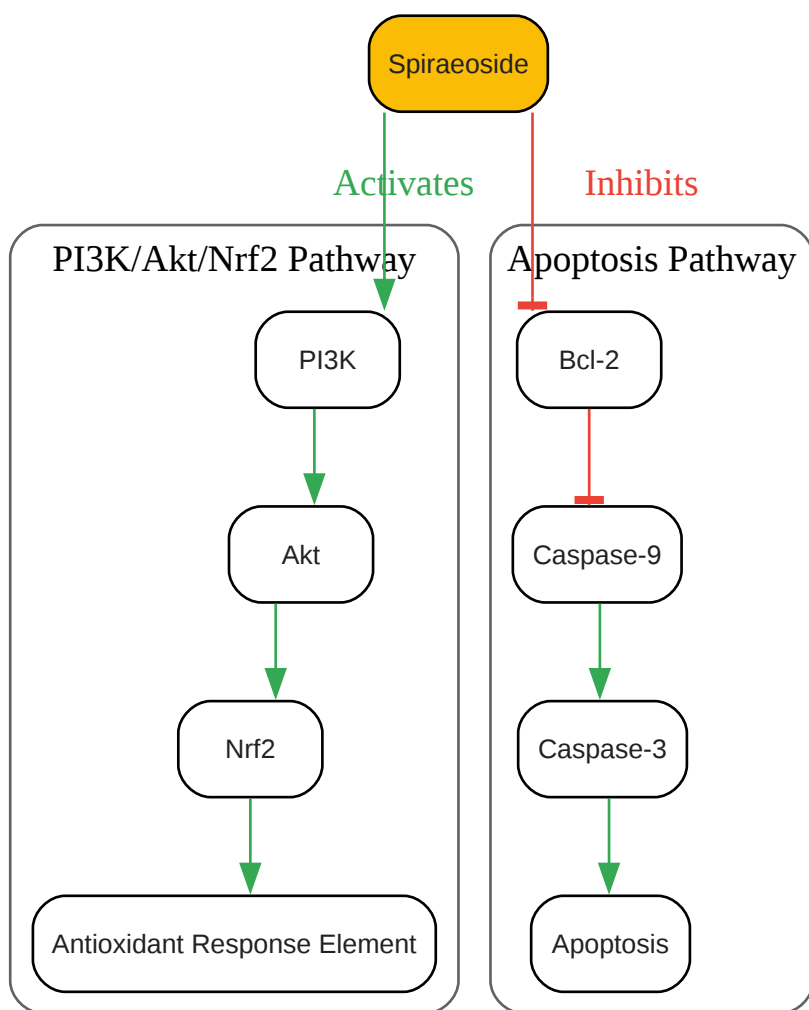 Spiraeoside
Activates
Inhibits
PI3K/Akt/Nrf2 Pathway
Apoptosis Pathway
PI3K
Bcl-2
Akt
Caspase-9
Nrf2
Caspase-3
Antioxidant Response Element
Apoptosis